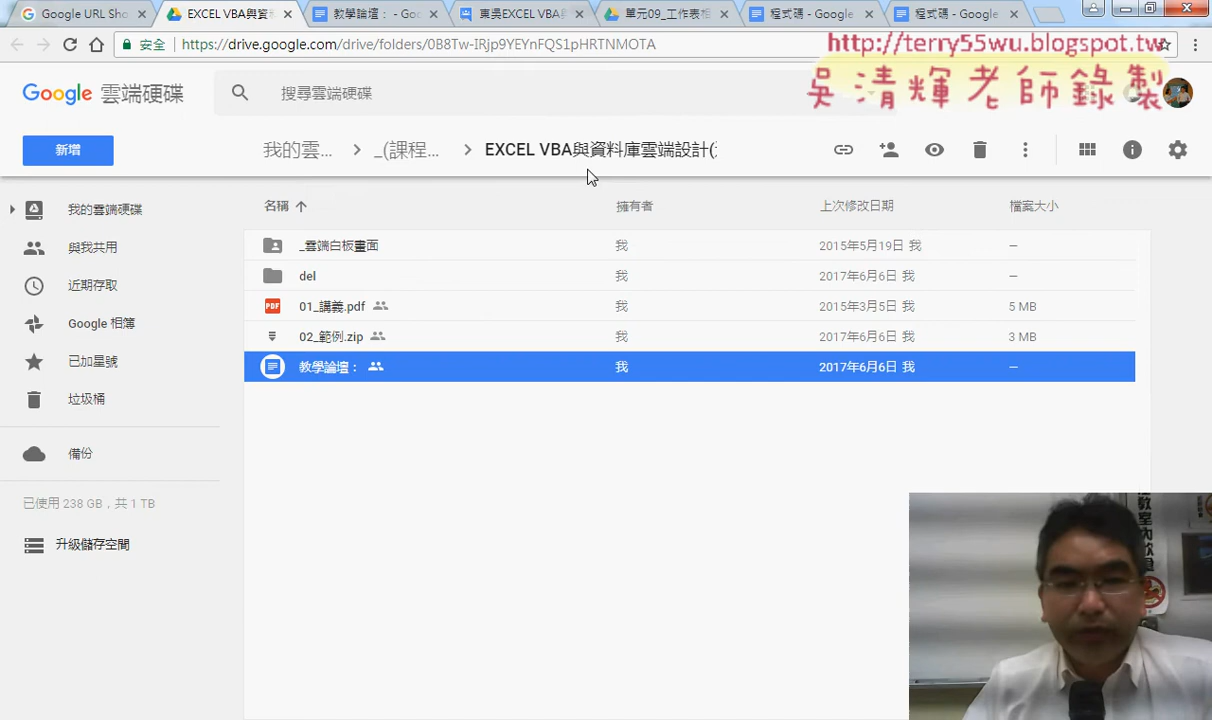 Google URL Sho
EXCEL VBA與資料
教學論壇： - Goo
東吳EXCEL VBA
單元09_工作表相
程式碼 - Google
程式碼 - Google
安全
https://drive.google.com/drive/folders/0B8Tw-IRjp9YEYnFQS1pHRTNMOTA
http://terry55wu.blogspot.tw
吳清輝老師錄製
Google 雲端硬碟
搜尋雲端硬碟
新增
我的雲... > _(課程... > EXCEL VBA與資料庫雲端設計(
我的雲端硬碟
與我共用
近期存取
Google 相簿
已加星號
垃圾桶
備份
已使用 238 GB，共 1 TB
升級儲存空間
名稱 擁有者 上次修改日期 檔案大小
_雲端白板畫面 我 2015年5月19日 我 –
del 我 2017年6月6日 我 –
PDF 01_講義.pdf 我 2015年3月5日 我 5 MB
02_範例.zip 我 2017年6月6日 我 3 MB
教學論壇： 我 2017年6月6日 我 –
教室內飲